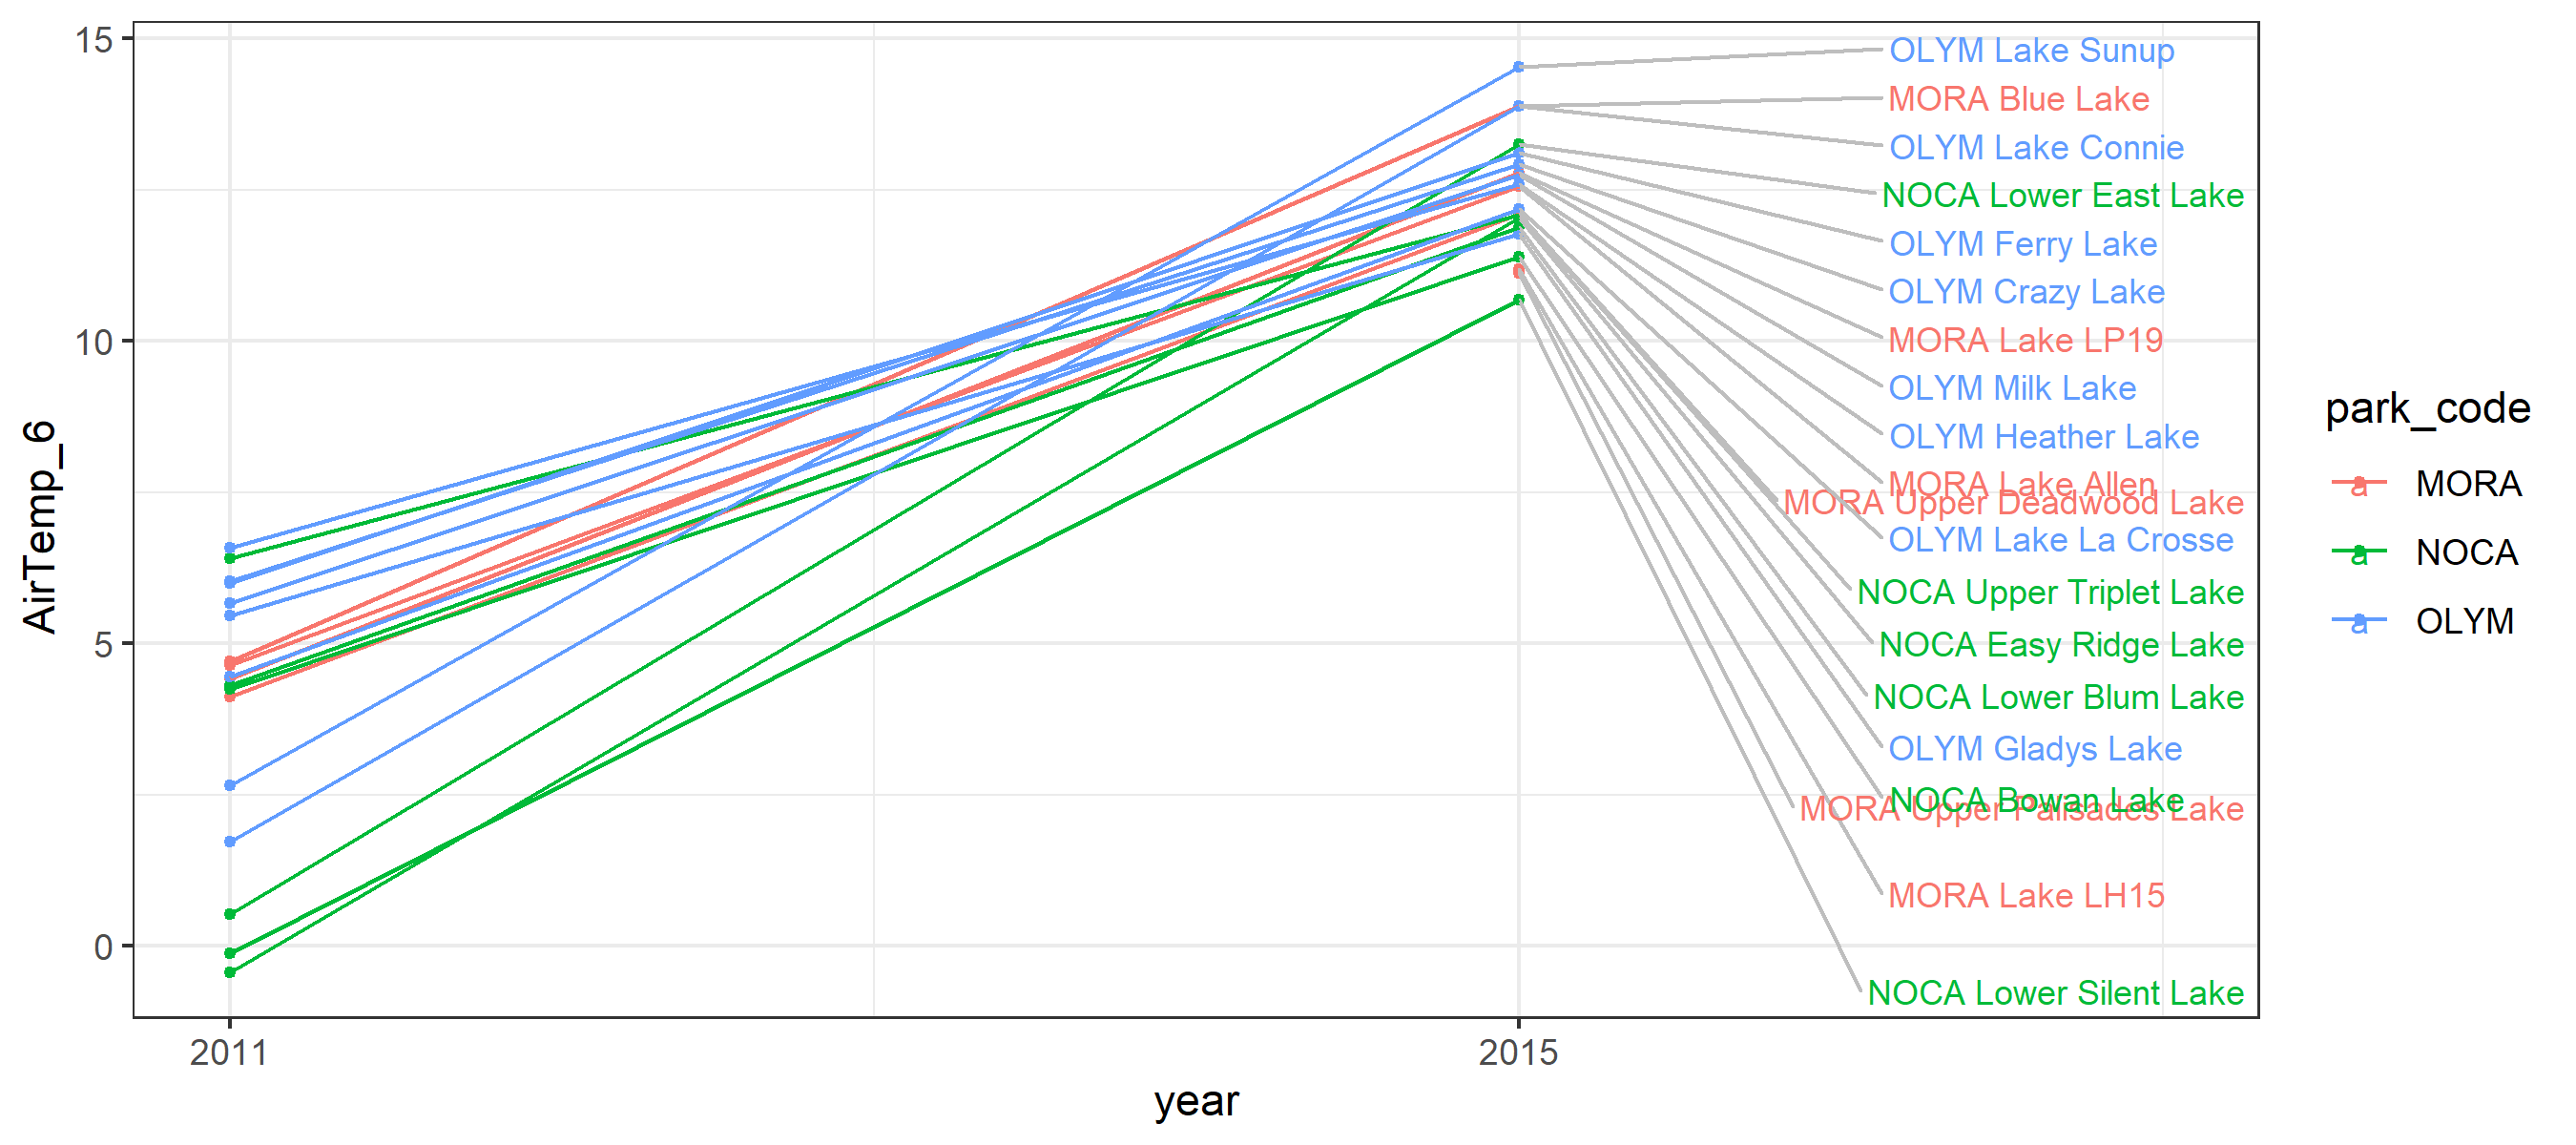 15
10
5
0
AirTemp_6
2011
2015
year
OLYM Lake Sunup
MORA Blue Lake
OLYM Lake Connie
NOCA Lower East Lake
OLYM Ferry Lake
OLYM Crazy Lake
MORA Lake LP19
OLYM Milk Lake
OLYM Heather Lake
MORA Lake Allen
MORA Upper Deadwood Lake
OLYM Lake La Crosse
NOCA Upper Triplet Lake
NOCA Easy Ridge Lake
NOCA Lower Blum Lake
OLYM Gladys Lake
NOCA Bowan Lake
MORA Upper Palisades Lake
MORA Lake LH15
NOCA Lower Silent Lake
park_code
a MORA
a NOCA
a OLYM